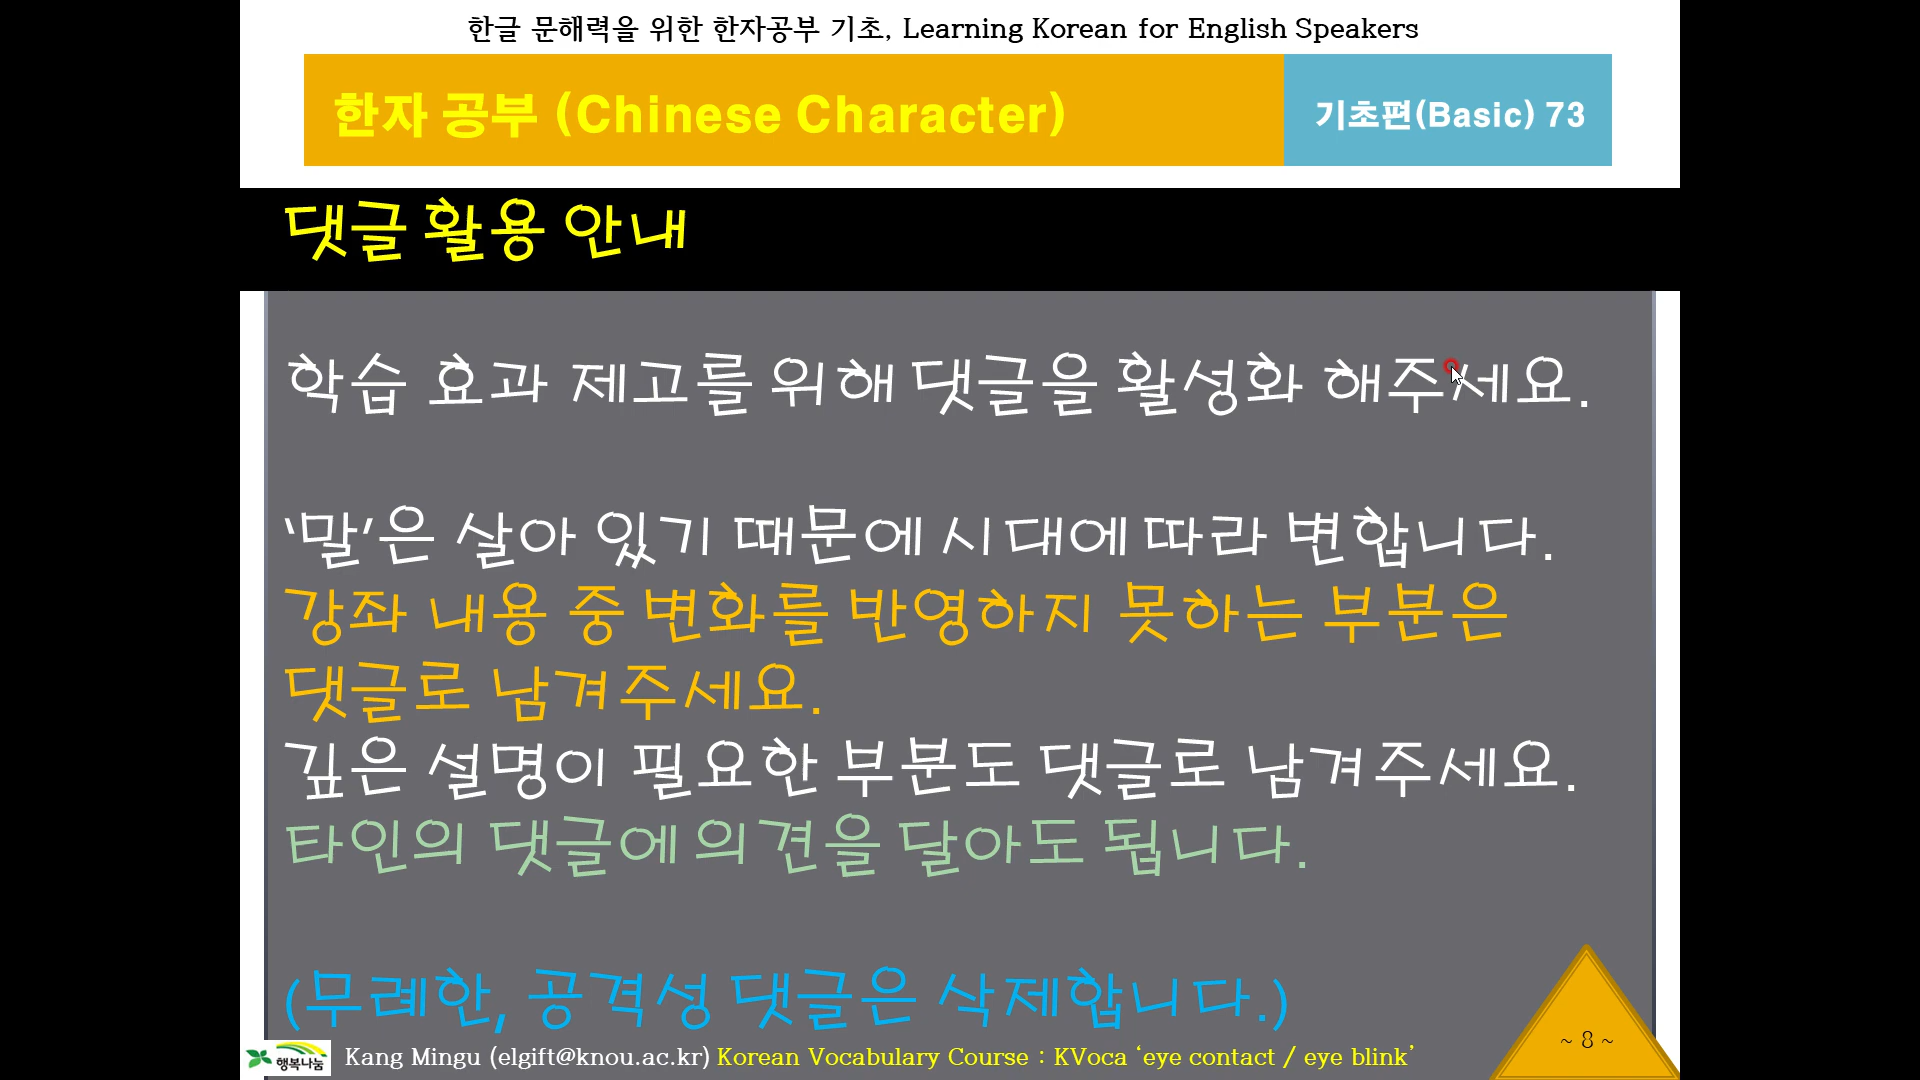 한글 문해력을 위한 한자공부 기초, Learning Korean for English Speakers
한자 공부 (Chinese Character)
기초편(Basic) 73
댓글 활용 안내
학습 효과 제고를 위해 댓글을 활성화 해주세요.
‘말’은 살아 있기 때문에 시대에 따라 변합니다.
강좌 내용 중 변화를 반영하지 못하는 부분은
댓글로 남겨주세요.
깊은 설명이 필요한 부분도 댓글로 남겨주세요.
타인의 댓글에 의견을 달아도 됩니다.
(무례한, 공격성 댓글은 삭제합니다.)
~ 8 ~
행복나눔
Kang Mingu (elgift@knou.ac.kr) Korean Vocabulary Course : KVoca ‘eye contact / eye blink’